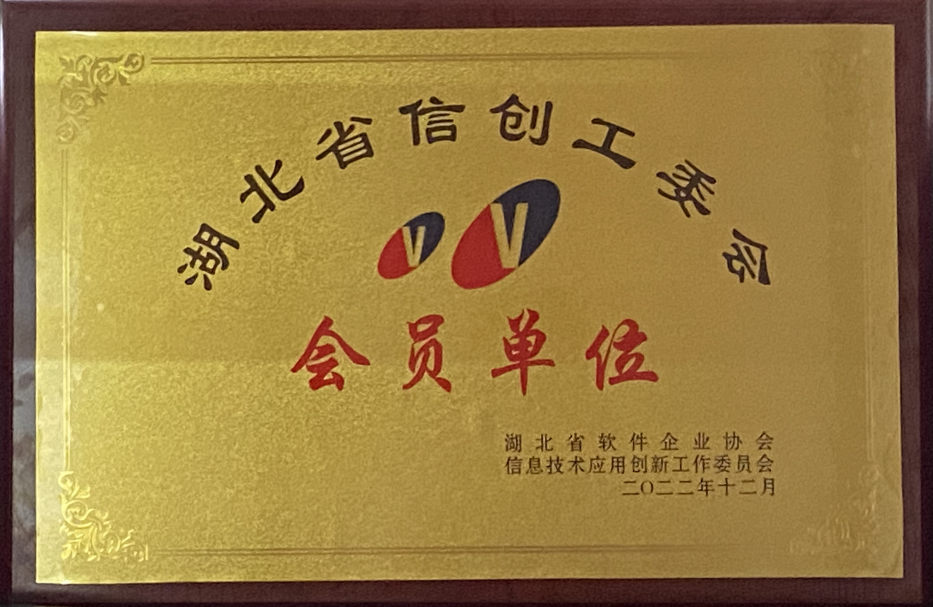 湖北省信创工委会
V V
会员单位
湖北省软件企业协会
信息技术应用创新工作委员会
二〇二二年十二月